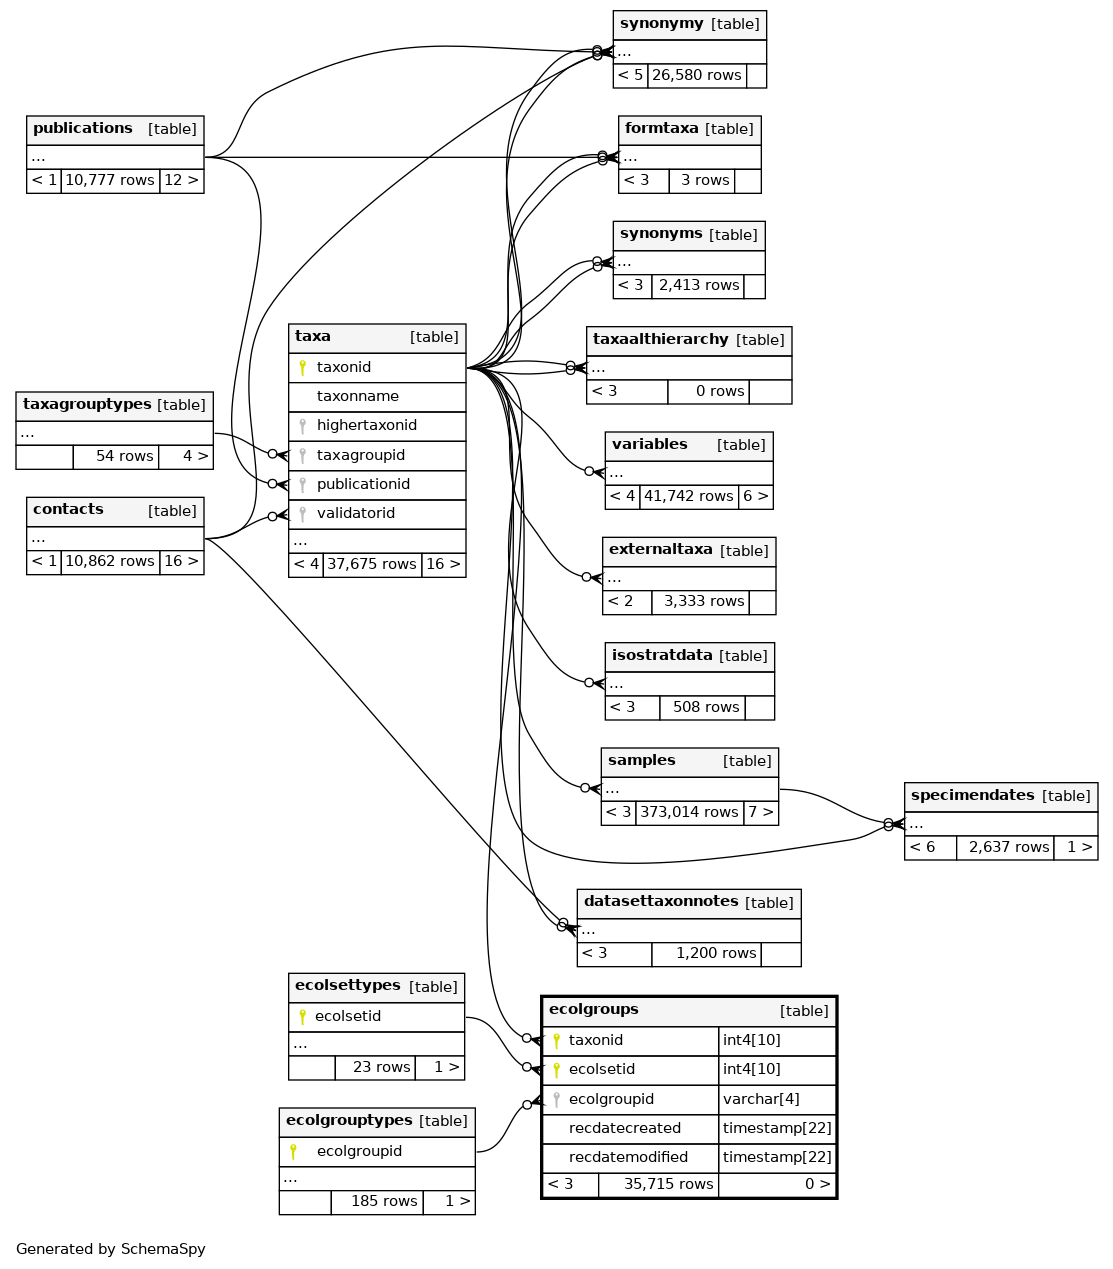 synonymy [table]
...
< 5 26,580 rows
publications [table]
...
< 1 10,777 rows 12 >
formtaxa [table]
...
< 3 3 rows
synonyms [table]
...
< 3 2,413 rows
taxa [table]
taxonid
taxonname
highertaxonid
taxagroupid
publicationid
validatorid
...
< 4 37,675 rows 16 >
taxaalthierarchy [table]
...
< 3 0 rows
taxagrouptypes [table]
...
54 rows 4 >
variables [table]
...
< 4 41,742 rows 6 >
contacts [table]
...
< 1 10,862 rows 16 >
externaltaxa [table]
...
< 2 3,333 rows
isostratdata [table]
...
< 3 508 rows
samples [table]
...
< 3 373,014 rows 7 >
specimendates [table]
...
< 6 2,637 rows 1 >
datasettaxonnotes [table]
...
< 3 1,200 rows
ecolsettypes [table]
ecolsetid
...
23 rows 1 >
ecolgroups [table]
taxonid int4[10]
ecolsetid int4[10]
ecolgroupid varchar[4]
recdatecreated timestamp[22]
recdatemodified timestamp[22]
< 3 35,715 rows 0 >
ecolgrouptypes [table]
ecolgroupid
...
185 rows 1 >
Generated by SchemaSpy